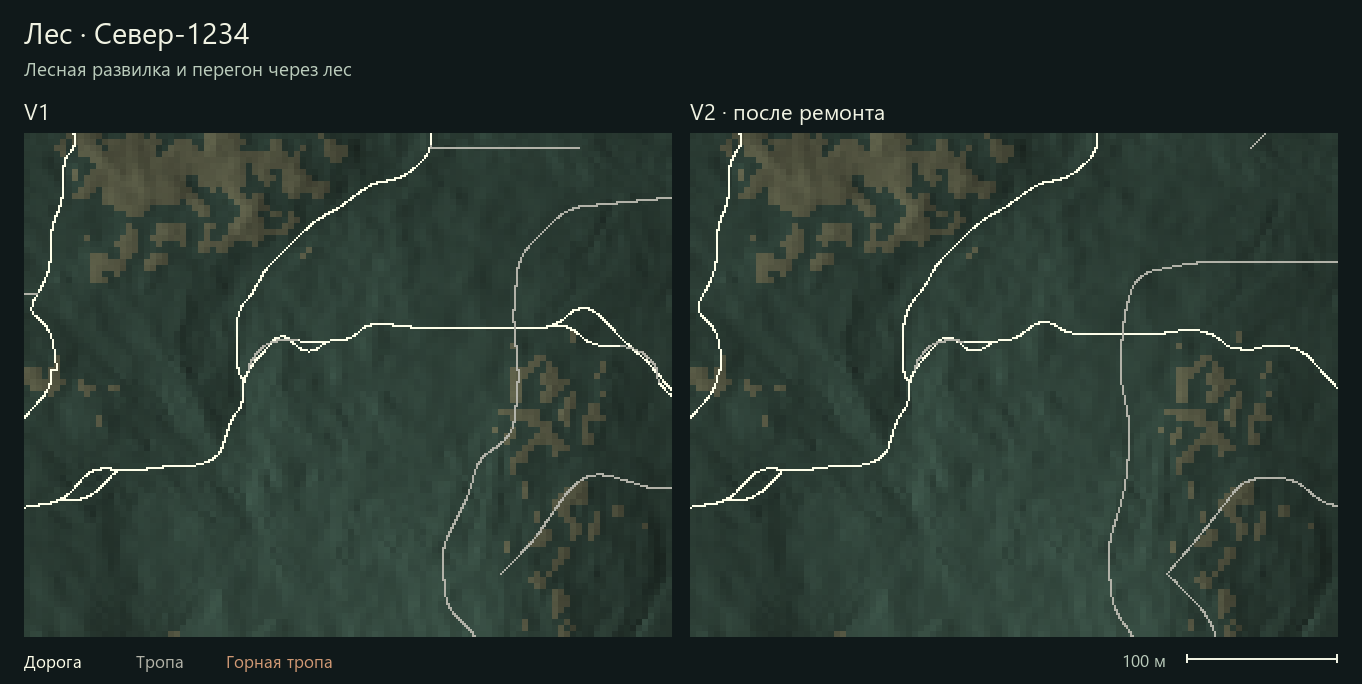 Лес · Север-1234
Лесная развилка и перегон через лес
V1
V2 · после ремонта
Дорога
Тропа
Горная тропа
100 м